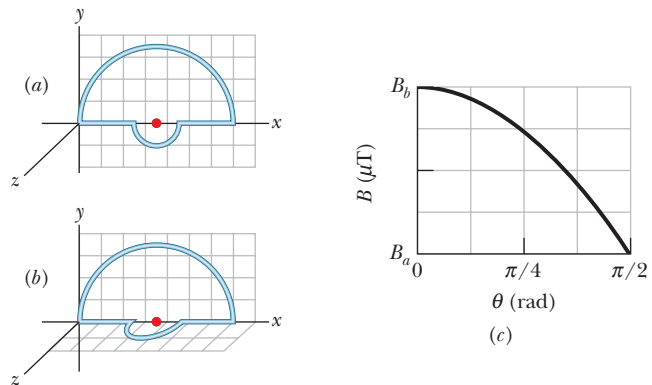 y
(a)
x
z
y
(b)
x
z
B (μT)
B_b
B_a
0
π/4
π/2
θ (rad)
(c)